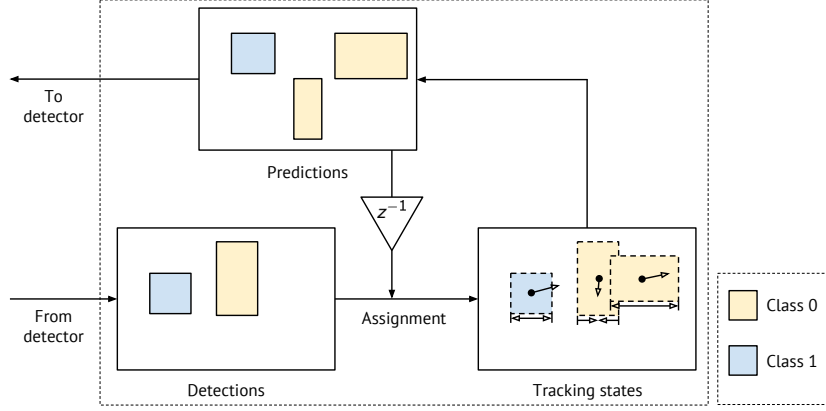 To
detector
Predictions
z−1
From
detector
Assignment
Detections
Tracking states
Class 0
Class 1